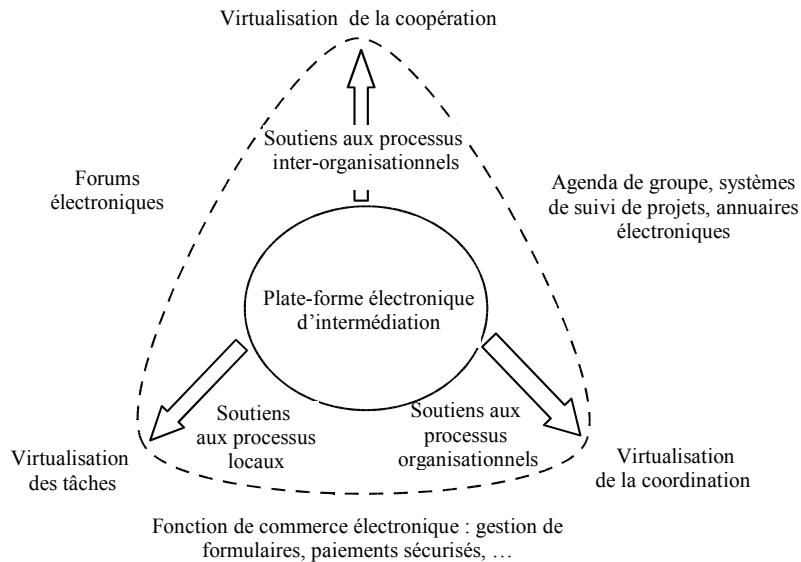 Virtualisation de la coopération
Soutiens aux processus
inter-organisationnels
Forums
électroniques
Agenda de groupe, systèmes
de suivi de projets, annuaires
électroniques
Plate-forme électronique
d’intermédiation
Soutiens
aux processus
locaux
Soutiens aux
processus
organisationnels
Virtualisation
des tâches
Virtualisation
de la coordination
Fonction de commerce électronique : gestion de
formulaires, paiements sécurisés, …